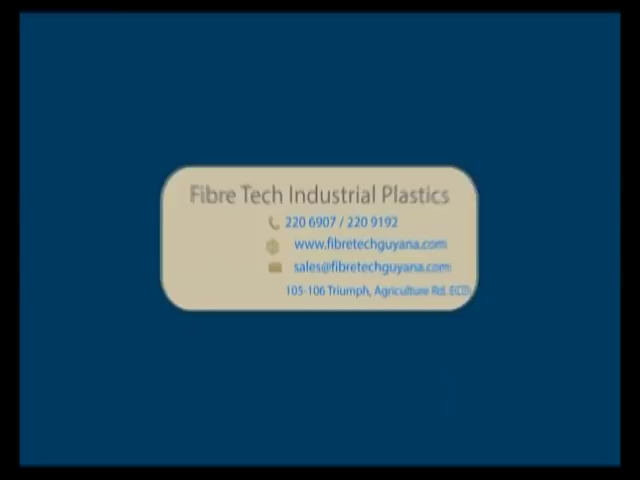 Fibre Tech Industrial Plastics
220 6907 / 220 9192
www.fibretechguyana.com
sales@fibretechguyana.com
105-106 Triumph, Agriculture Rd. ECD